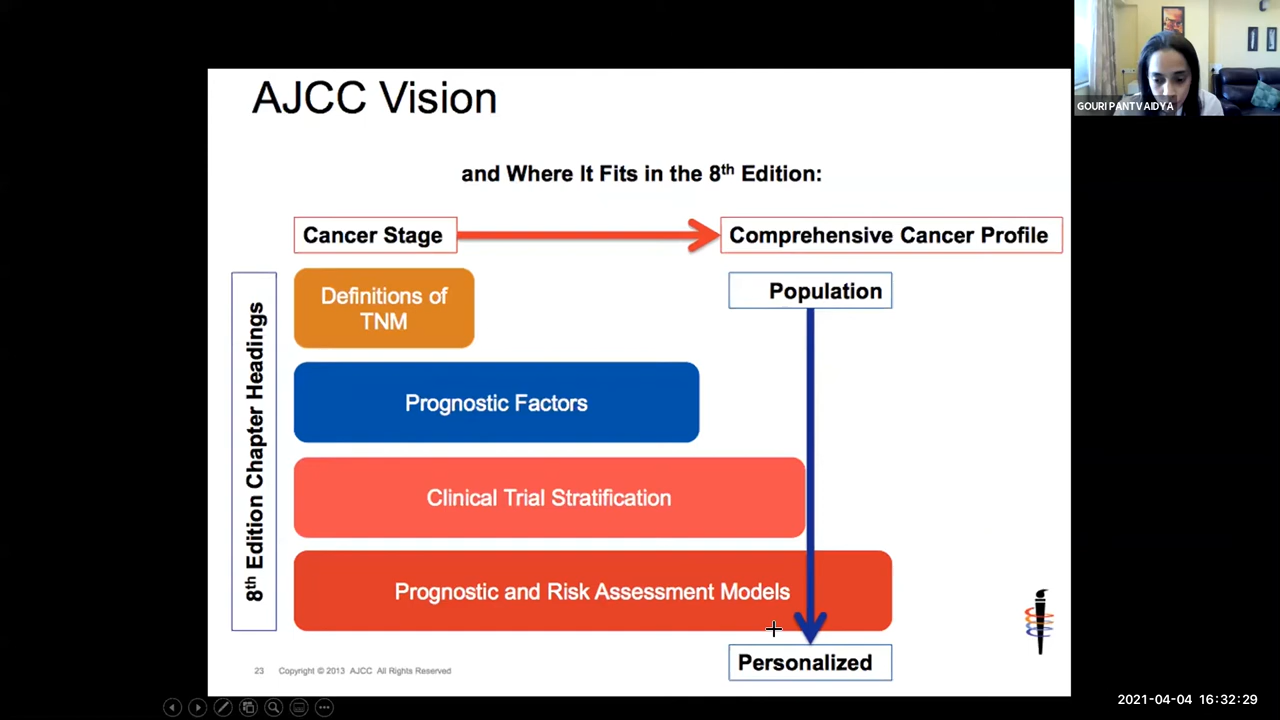 AJCC Vision
GOURI PANTVAIDYA
and Where It Fits in the 8th Edition:
Cancer Stage
Comprehensive Cancer Profile
8th Edition Chapter Headings
Definitions of
TNM
Population
Prognostic Factors
Clinical Trial Stratification
Prognostic and Risk Assessment Models
Personalized
23 Copyright © 2013 AJCC All Rights Reserved
2021-04-04 16:32:29